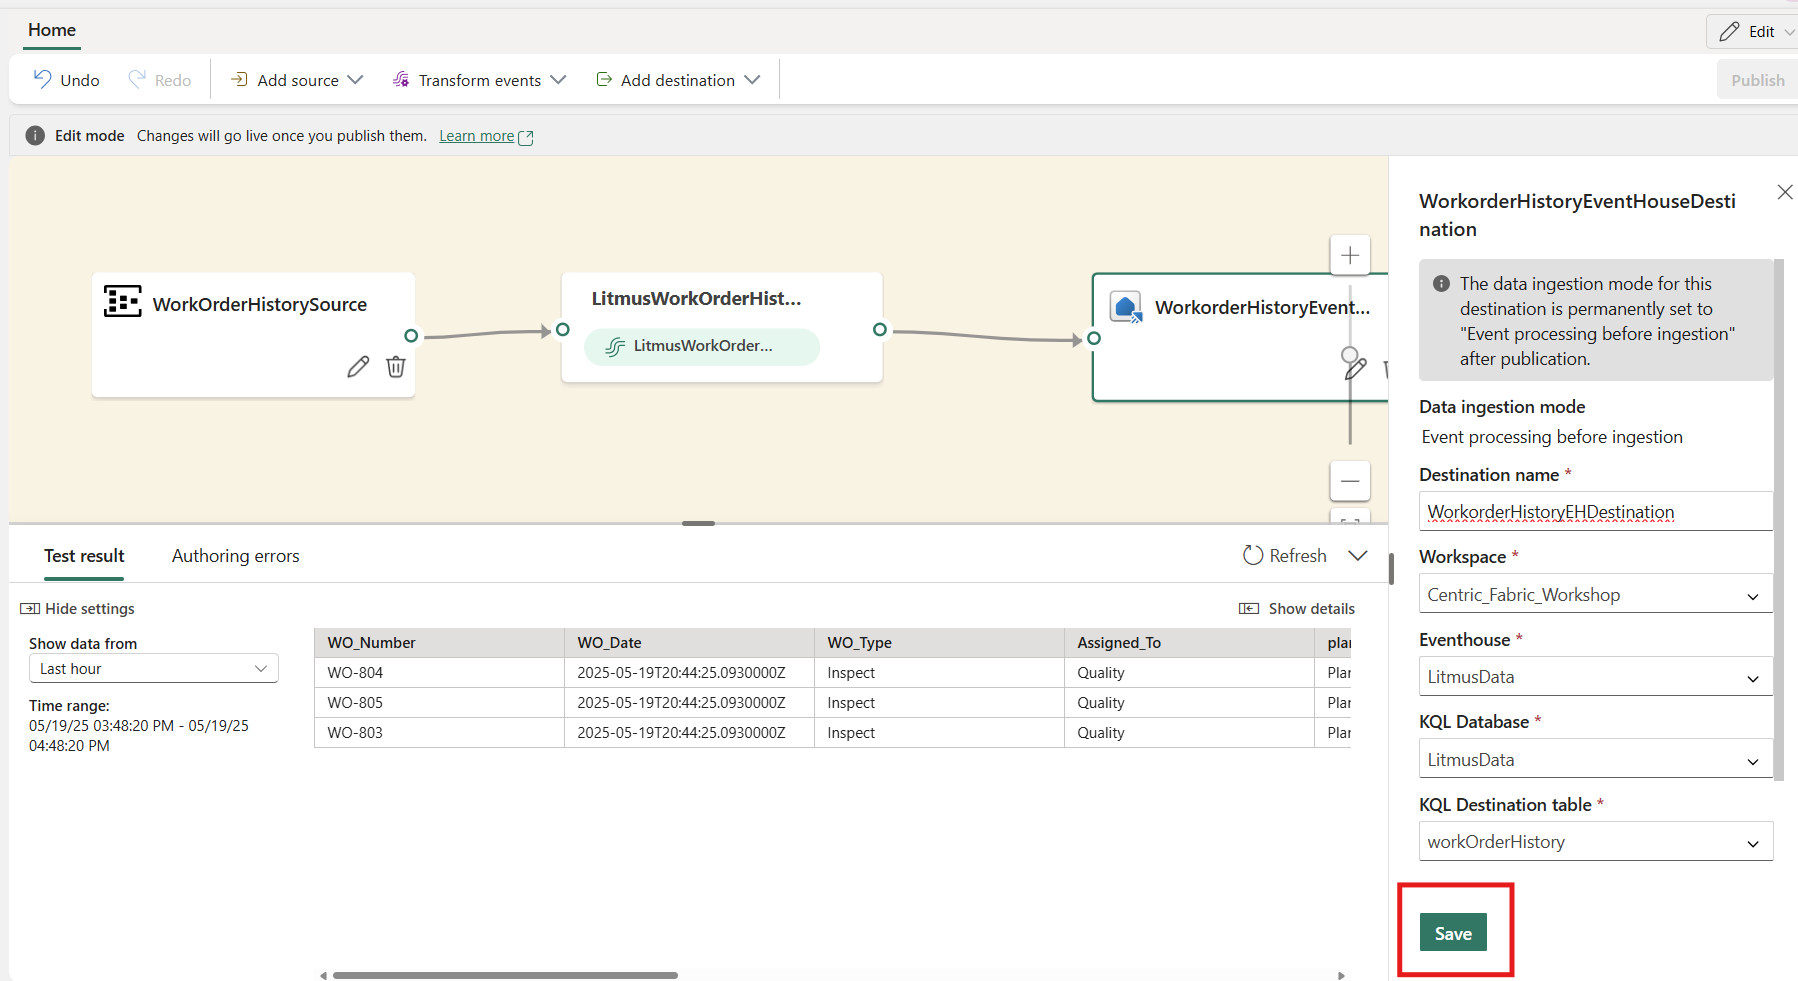 Home
Edit
Undo
Redo
Add source
Transform events
Add destination
Publish
Edit mode Changes will go live once you publish them. Learn more
WorkOrderHistorySource
LitmusWorkOrderHist...
LitmusWorkOrder...
WorkorderHistoryEvent...
WorkorderHistoryEventHouseDesti
nation
The data ingestion mode for this
destination is permanently set to
"Event processing before ingestion"
after publication.
Data ingestion mode
Event processing before ingestion
Destination name *
WorkorderHistoryEHDestination
Workspace *
Centric_Fabric_Workshop
Eventhouse *
LitmusData
KQL Database *
LitmusData
KQL Destination table *
workOrderHistory
Save
Test result
Authoring errors
Refresh
Hide settings
Show details
Show data from
Last hour
Time range:
05/19/25 03:48:20 PM - 05/19/25
04:48:20 PM
WO_Number WO_Date WO_Type Assigned_To plar
WO-804 2025-05-19T20:44:25.0930000Z Inspect Quality Plar
WO-805 2025-05-19T20:44:25.0930000Z Inspect Quality Plar
WO-803 2025-05-19T20:44:25.0930000Z Inspect Quality Plar